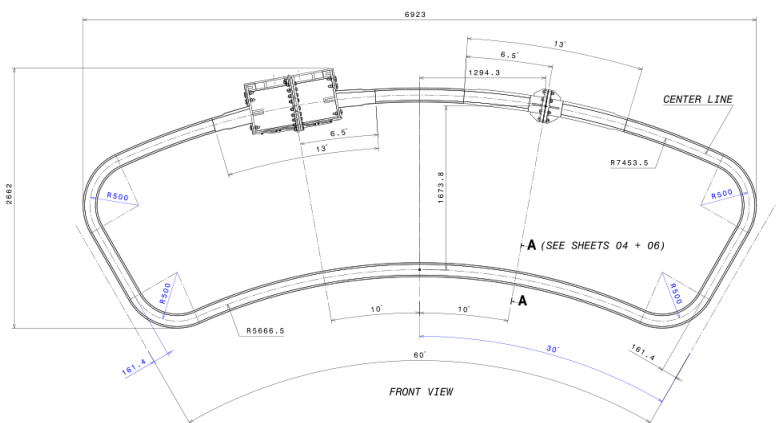 6923
13°
6.5°
1294.3
CENTER LINE
6.5°
13°
R7453.5
R500
R500
2662
1673.8
A (SEE SHEETS 04 + 06)
R500
R500
A
10°
10°
R5666.5
30°
161.4
161.4
60°
FRONT VIEW